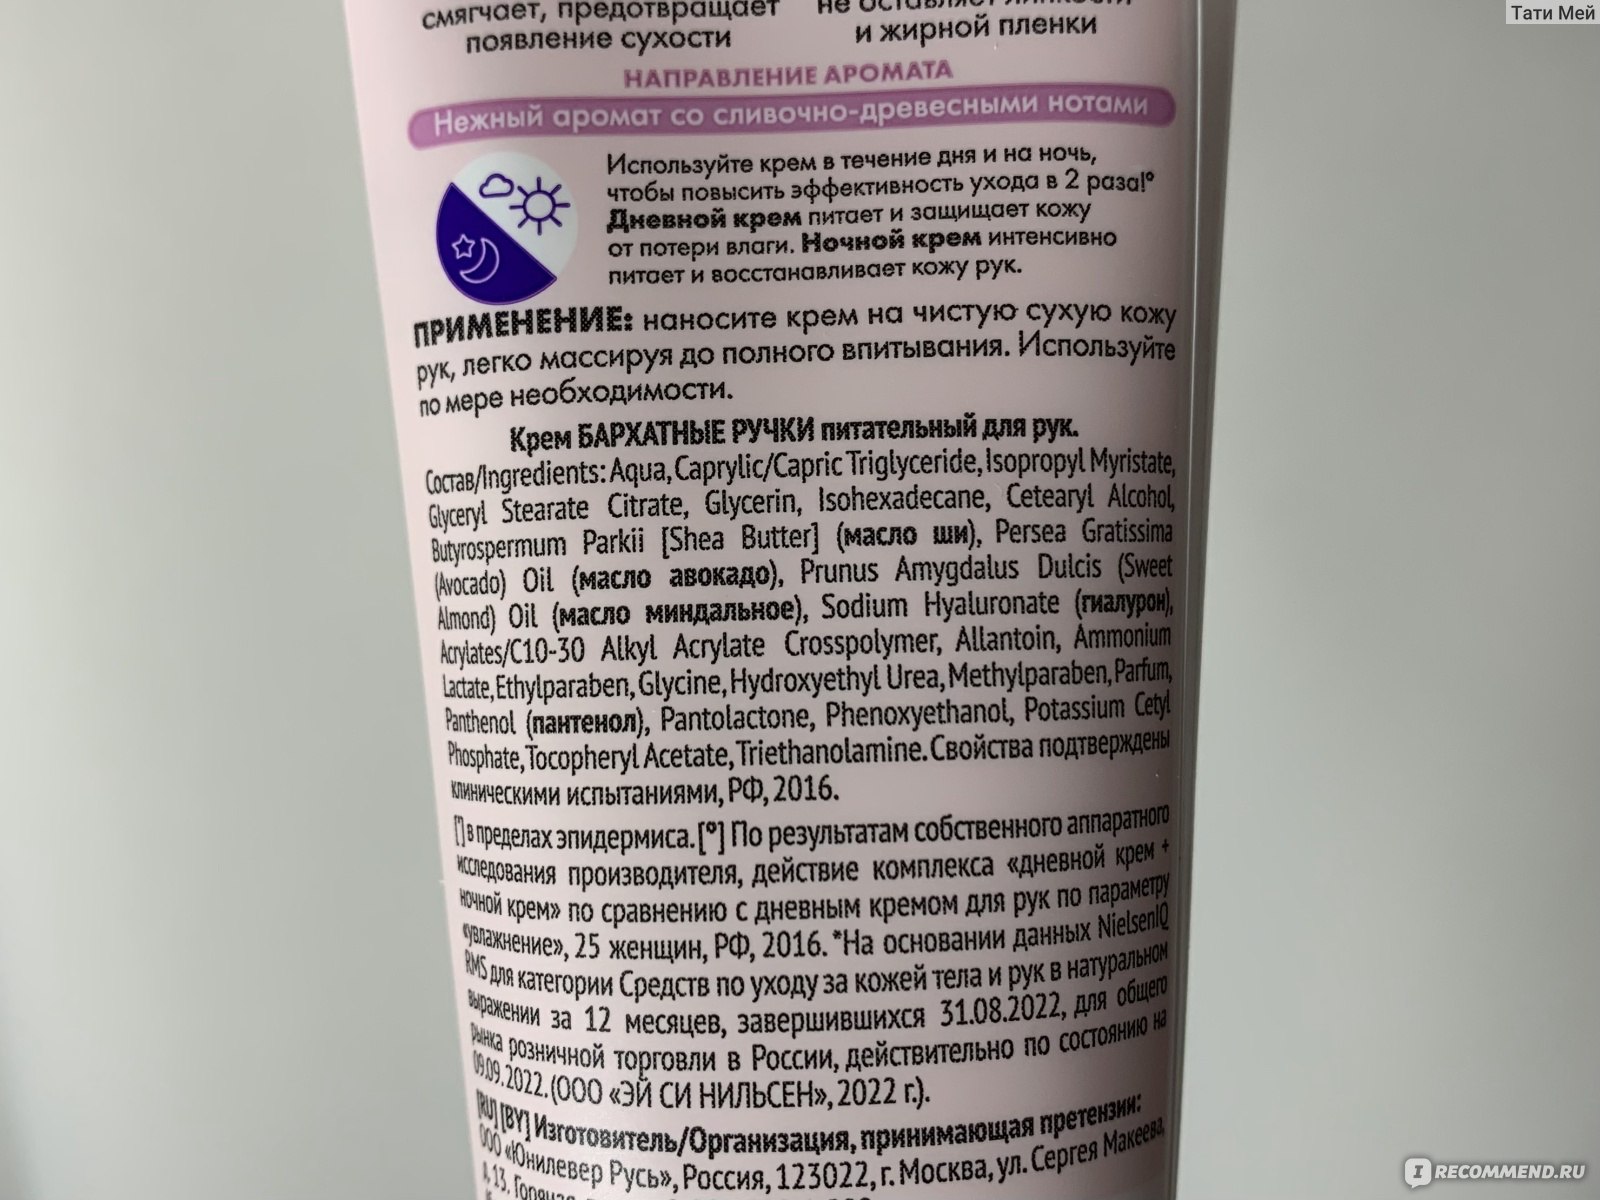 Тати Мей
смягчает, предотвращает
появление сухости
не оставляет липкости,
и жирной пленки
НАПРАВЛЕНИЕ АРОМАТА
Нежный аромат со сливочно-древесными нотами
Используйте крем в течение дня и на ночь,
чтобы повысить эффективность ухода в 2 раза!°
Дневной крем питает и защищает кожу
от потери влаги. Ночной крем интенсивно
питает и восстанавливает кожу рук.
ПРИМЕНЕНИЕ: наносите крем на чистую сухую кожу
рук, легко массируя до полного впитывания. Используйте
по мере необходимости.
Крем БАРХАТНЫЕ РУЧКИ питательный для рук.
Состав/Ingredients: Aqua, Caprylic/Capric Triglyceride, Isopropyl Myristate,
Glyceryl Stearate Citrate, Glycerin, Isohexadecane, Cetearyl Alcohol,
Butyrospermum Parkii [Shea Butter] (масло ши), Persea Gratissima
(Avocado) Oil (масло авокадо), Prunus Amygdalus Dulcis (Sweet
Almond) Oil (масло миндальное), Sodium Hyaluronate (гиалурон),
Acrylates/C10-30 Alkyl Acrylate Crosspolymer, Allantoin, Ammonium
Lactate, Ethylparaben, Glycine, Hydroxyethyl Urea, Methylparaben, Parfum,
Panthenol (пантенол), Pantolactone, Phenoxyethanol, Potassium Cetyl
Phosphate, Tocopheryl Acetate, Triethanolamine. Свойства подтверждены
клиническими испытаниями, РФ, 2016.
[*] в пределах эпидермиса. [°] По результатам собственного аппаратного
исследования производителя, действие комплекса «дневной крем +
ночной крем» по сравнению с дневным кремом для рук по параметру
«увлажнение», 25 женщин, РФ, 2016. *На основании данных NielsenIQ
RMS для категории Средств по уходу за кожей тела и рук в натуральном
выражении за 12 месяцев, завершившихся 31.08.2022, для общего
рынка розничной торговли в России, действительно по состоянию на
09.09.2022. (ООО «ЭЙ СИ НИЛЬСЕН», 2022 г.).
[RU] [BY] Изготовитель/Организация, принимающая претензии:
ООО «Юнилевер Русь», Россия, 123022, г. Москва, ул. Сергея Макеева,
д. 13.
IRECOMMEND.RU